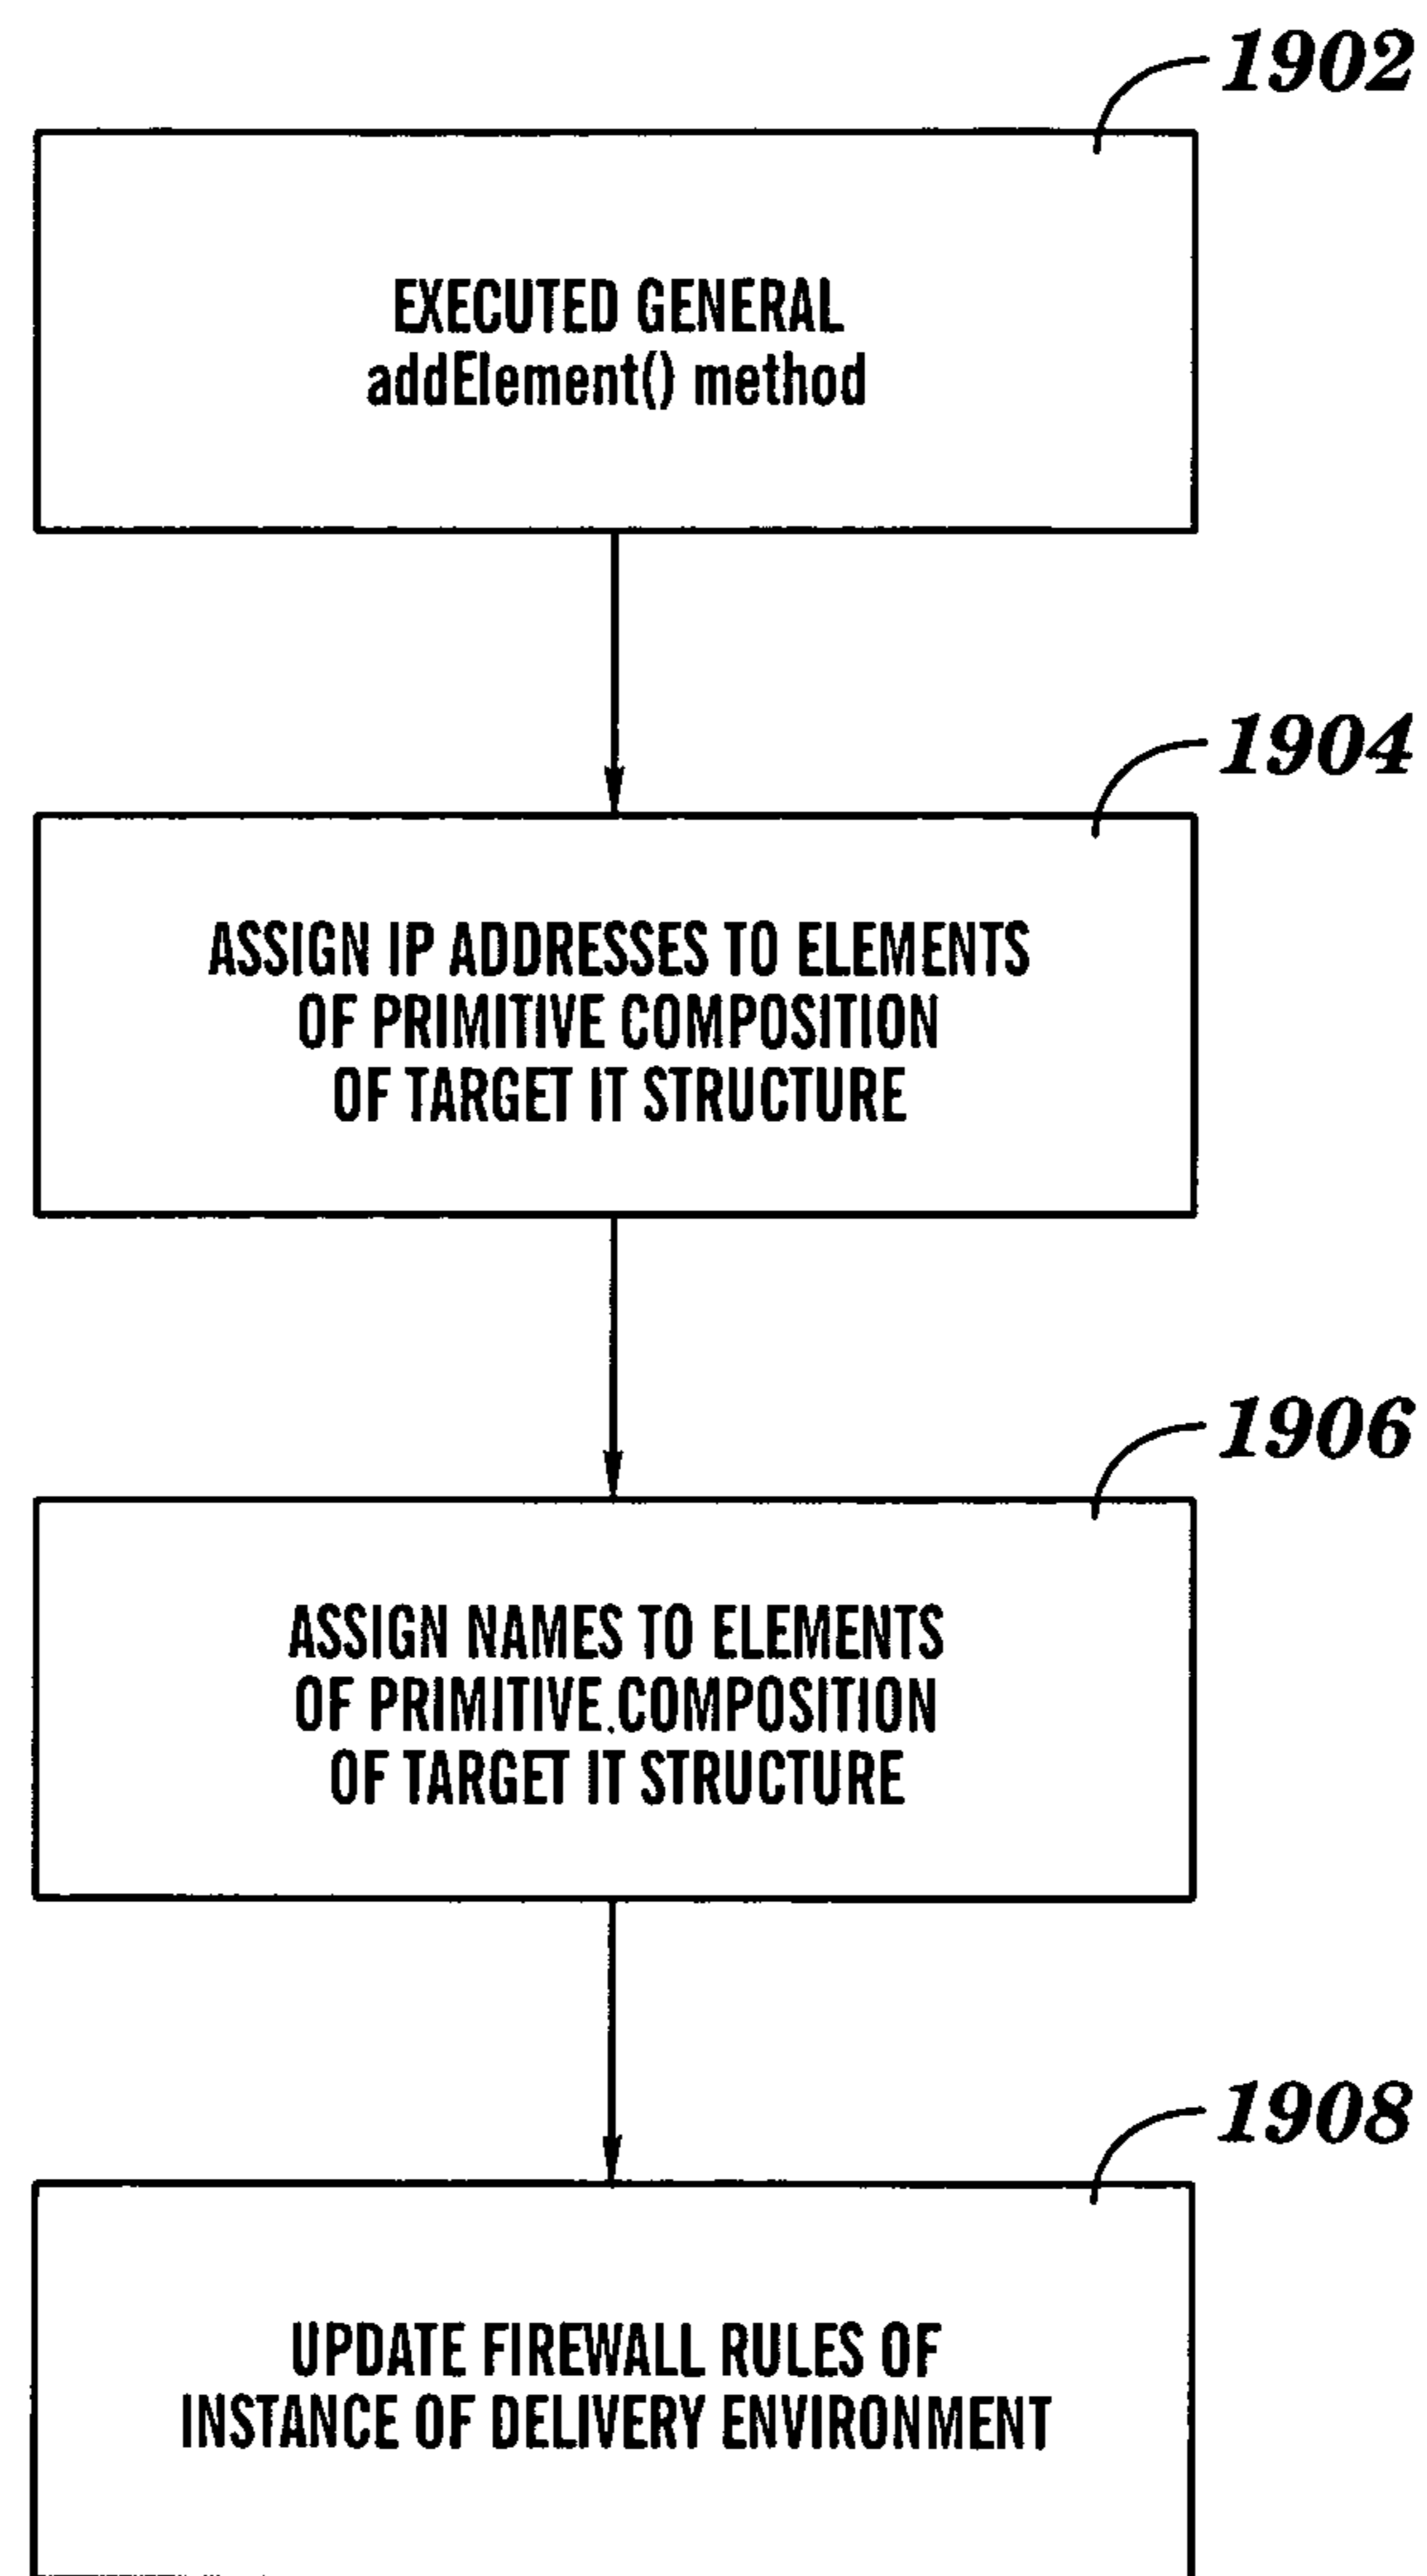 1902
EXECUTED GENERAL
addElement() method
1904
ASSIGN IP ADDRESSES TO ELEMENTS
OF PRIMITIVE COMPOSITION
OF TARGET IT STRUCTURE
1906
ASSIGN NAMES TO ELEMENTS
OF PRIMITIVE.COMPOSITION
OF TARGET IT STRUCTURE
1908
UPDATE FIREWALL RULES OF
INSTANCE OF DELIVERY ENVIRONMENT